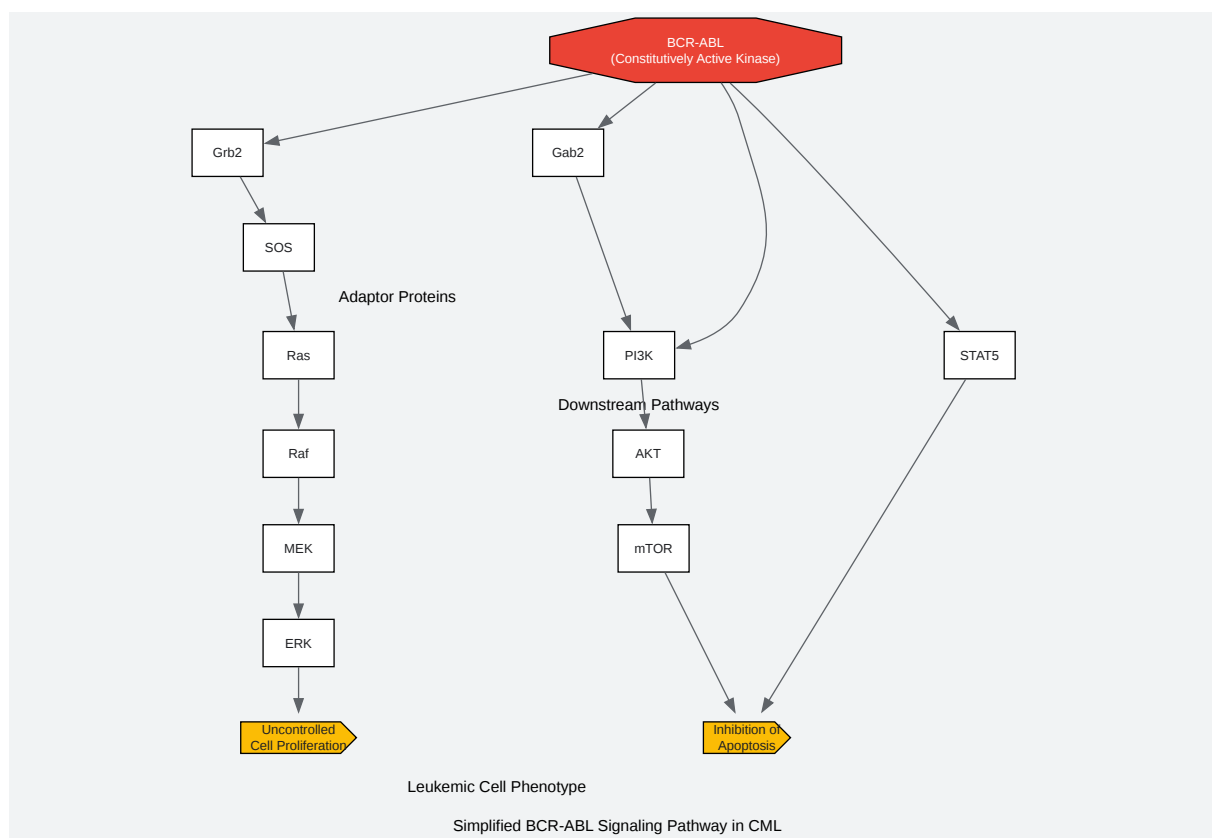 BCR-ABL
(Constitutively Active Kinase)
Grb2
Gab2
SOS
Adaptor Proteins
Ras
PI3K
STAT5
Downstream Pathways
Raf
AKT
MEK
mTOR
ERK
Uncontrolled
Cell Proliferation
Inhibition of
Apoptosis
Leukemic Cell Phenotype
Simplified BCR-ABL Signaling Pathway in CML